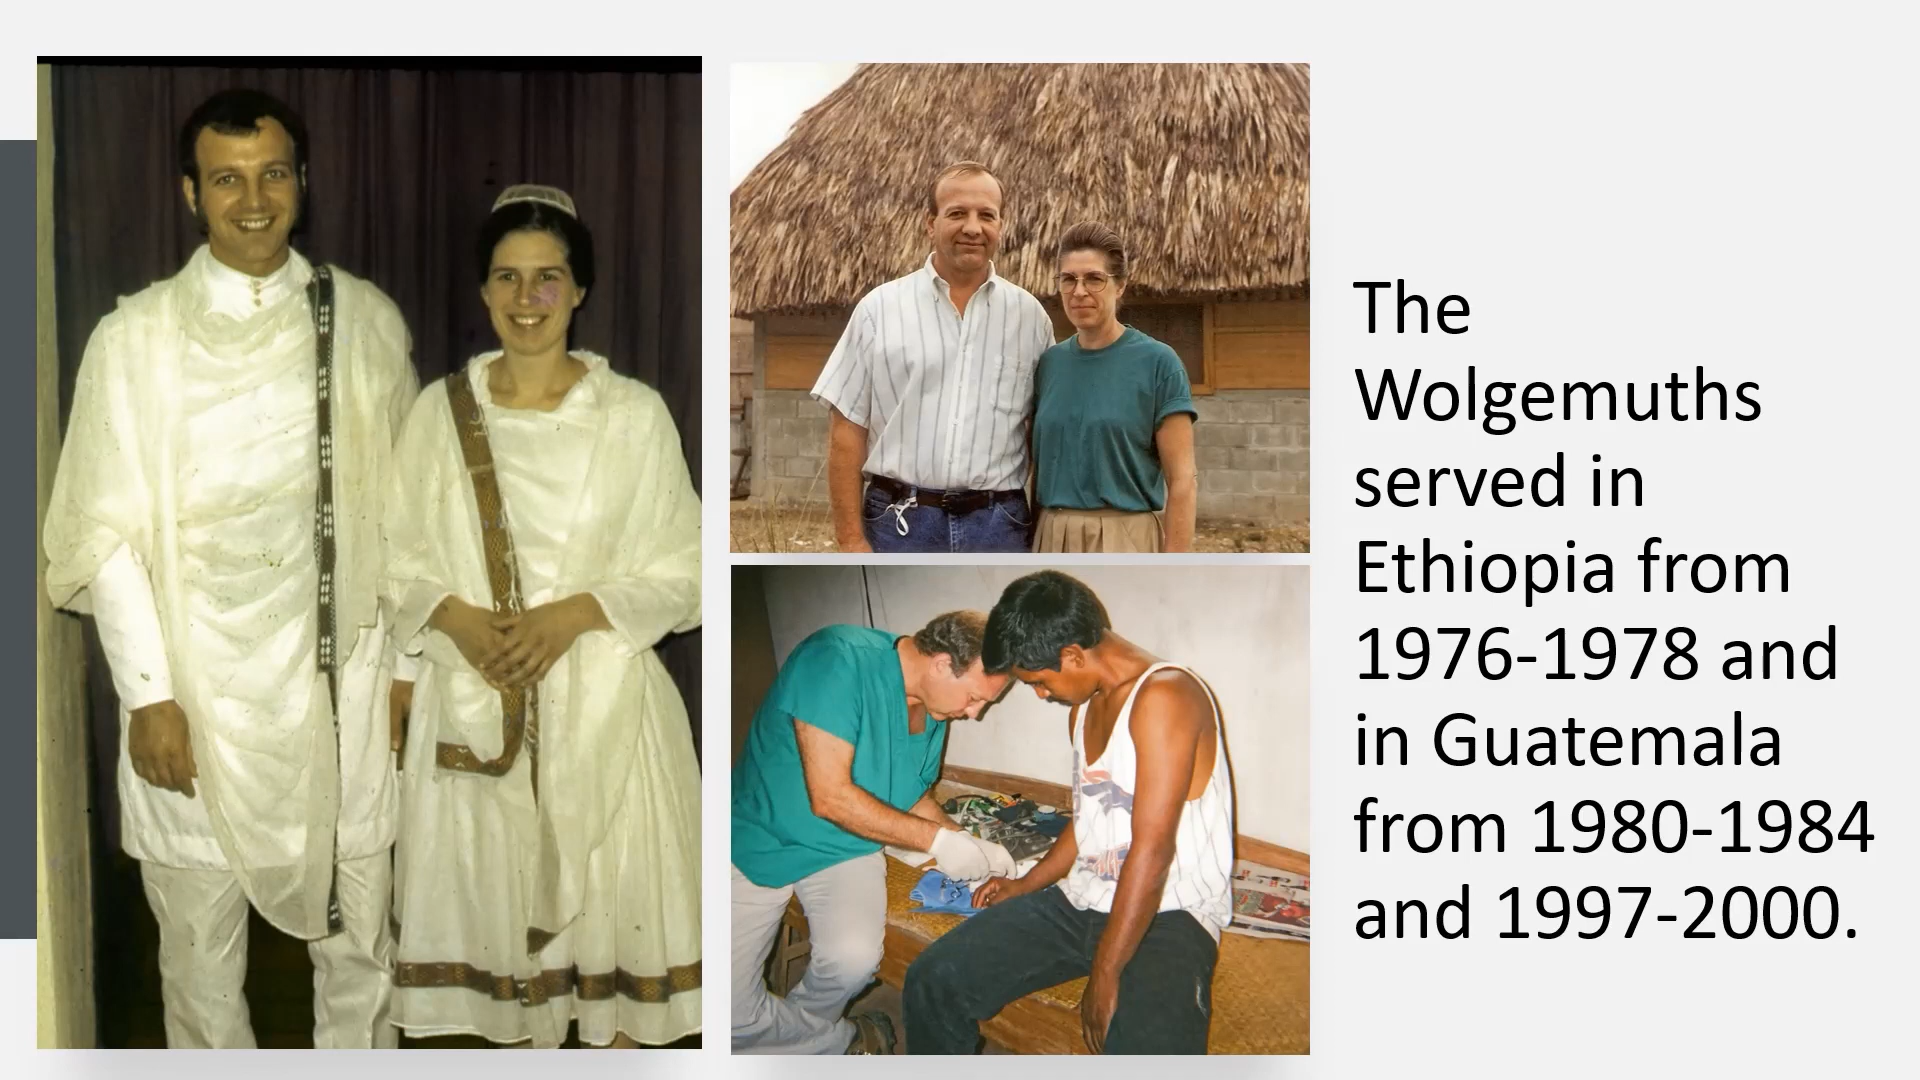 The
Wolgemuths
served in
Ethiopia from
1976-1978 and
in Guatemala
from 1980-1984
and 1997-2000.